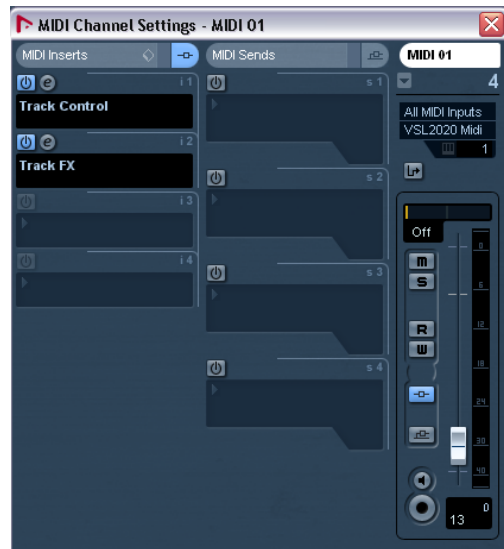 MIDI Channel Settings - MIDI 01
MIDI Inserts
MIDI Sends
MIDI 01
e
i 1
Track Control
e
i 2
Track FX
i 3
i 4
s 1
s 2
s 3
s 4
4
All MIDI Inputs
VSL2020 Midi
1
Off
M
S
R
W
0
6
12
18
24
30
40
0
13